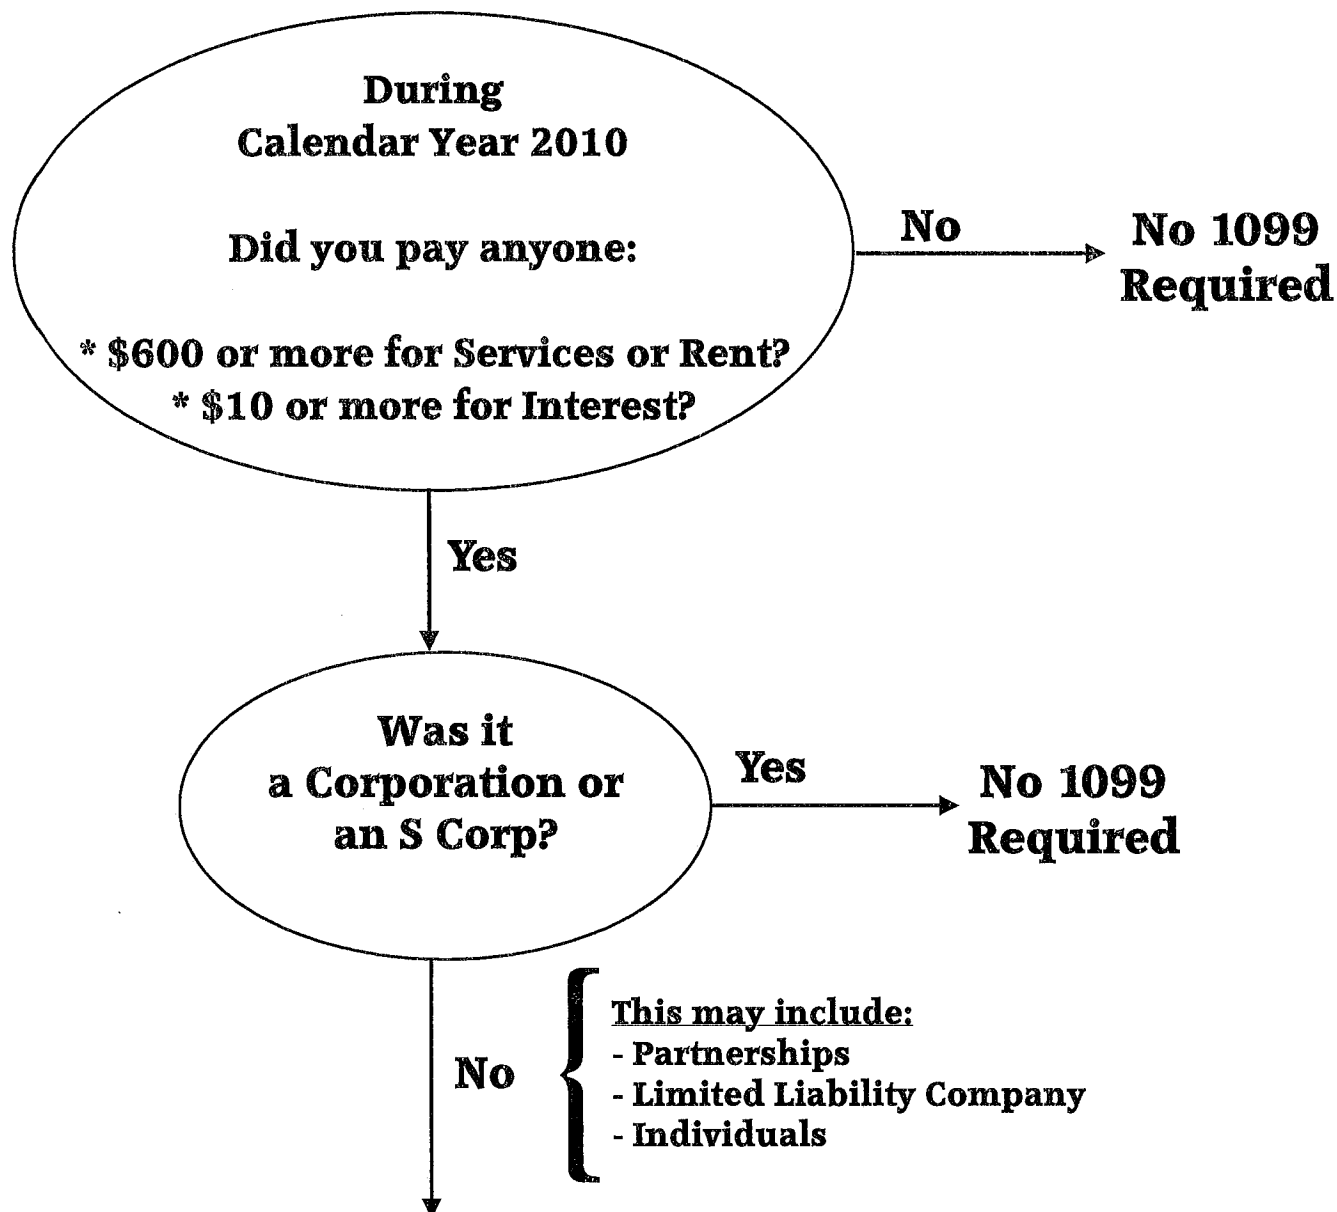 During
Calendar Year 2010
Did you pay anyone:
* $600 or more for Services or Rent?
* $10 or more for Interest?
No
No 1099
Required
Yes
Was it
a Corporation or
an S Corp?
Yes
No 1099
Required
No
This may include:
- Partnerships
- Limited Liability Company
- Individuals